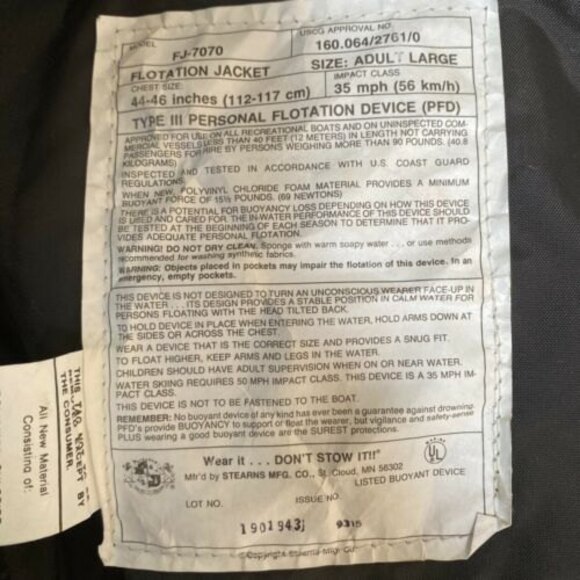 MODEL
FJ-7070
USCG APPROVAL NO.
160.064/2761/0
FLOTATION JACKET
SIZE: ADULT LARGE
CHEST SIZE:
44-46 inches (112-117 cm)
IMPACT CLASS
35 mph (56 km/h)
TYPE III PERSONAL FLOTATION DEVICE (PFD)
APPROVED FOR USE ON ALL RECREATIONAL BOATS AND ON UNINSPECTED COM-
MERCIAL VESSELS LESS THAN 40 FEET (12 METERS) IN LENGTH NOT CARRYING
PASSENGERS FOR HIRE BY PERSONS WEIGHING MORE THAN 90 POUNDS. (40.8
KILOGRAMS)
INSPECTED AND TESTED IN ACCORDANCE WITH U.S. COAST GUARD
REGULATIONS.
WHEN NEW, POLYVINYL CHLORIDE FOAM MATERIAL PROVIDES A MINIMUM
BUOYANT FORCE OF 15½ POUNDS. (69 NEWTONS)
THERE IS A POTENTIAL FOR BUOYANCY LOSS DEPENDING ON HOW THIS DEVICE
IS USED AND CARED FOR. THE IN-WATER PERFORMANCE OF THIS DEVICE SHOULD
BE TESTED AT THE BEGINNING OF EACH SEASON TO DETERMINE THAT IT PRO-
VIDES ADEQUATE PERSONAL FLOTATION.
WARNING! DO NOT DRY CLEAN. Sponge with warm soapy water . . . or use methods
recommended for washing synthetic fabrics.
WARNING: Objects placed in pockets may impair the flotation of this device. In an
emergency, empty pockets.
THIS DEVICE IS NOT DESIGNED TO TURN AN UNCONSCIOUS WEARER FACE-UP IN
THE WATER . . . ITS DESIGN PROVIDES A STABLE POSITION IN CALM WATER FOR
PERSONS FLOATING WITH THE HEAD TILTED BACK.
TO HOLD DEVICE IN PLACE WHEN ENTERING THE WATER, HOLD ARMS DOWN AT
THE SIDES OR ACROSS THE CHEST.
WEAR A DEVICE THAT IS THE CORRECT SIZE AND PROVIDES A SNUG FIT.
TO FLOAT HIGHER, KEEP ARMS AND LEGS IN THE WATER.
CHILDREN SHOULD HAVE ADULT SUPERVISION WHEN ON OR NEAR WATER.
WATER SKIING REQUIRES 50 MPH IMPACT CLASS. THIS DEVICE IS A 35 MPH IM-
PACT CLASS.
THIS DEVICE IS NOT TO BE FASTENED TO THE BOAT.
REMEMBER: No buoyant device of any kind has ever been a guarantee against drowning.
PFD's provide BUOYANCY to support or float the wearer, but vigilance and safety-sense
PLUS wearing a good buoyant device are the SUREST protections.
Wear it . . . DON'T STOW IT!!
Mfr'd by STEARNS MFG. CO., St. Cloud, MN 56302
MARINE
UL
LISTED BUOYANT DEVICE
LOT NO.
ISSUE NO.
1901943j
9315
©Copyright Stearns Mfg. Co.
THIS TAG
EXCEPT BY
THE CONSUMER.
All New Material
Consisting of: